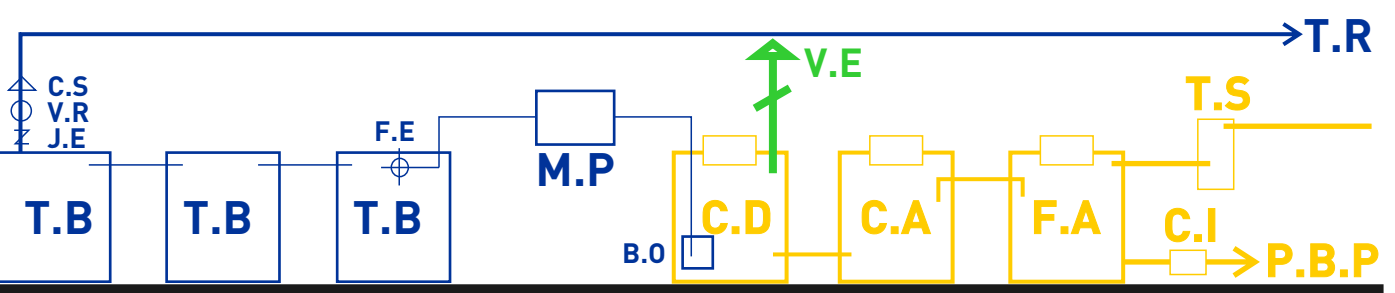 T.R
V.E
C.S
V.R
J.E
T.S
F.E
M.P
T.B
T.B
T.B
C.D
C.A
F.A
C.I
B.O
P.B.P